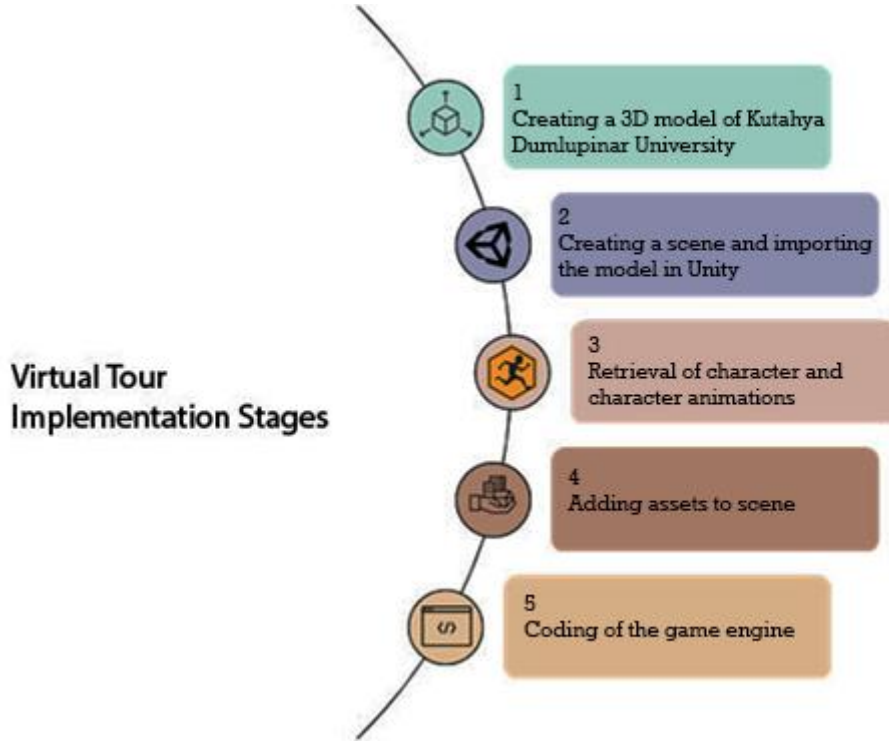 Virtual Tour
Implementation Stages
1
Creating a 3D model of Kutahya
Dumlupinar University
2
Creating a scene and importing
the model in Unity
3
Retrieval of character and
character animations
4
Adding assets to scene
5
Coding of the game engine